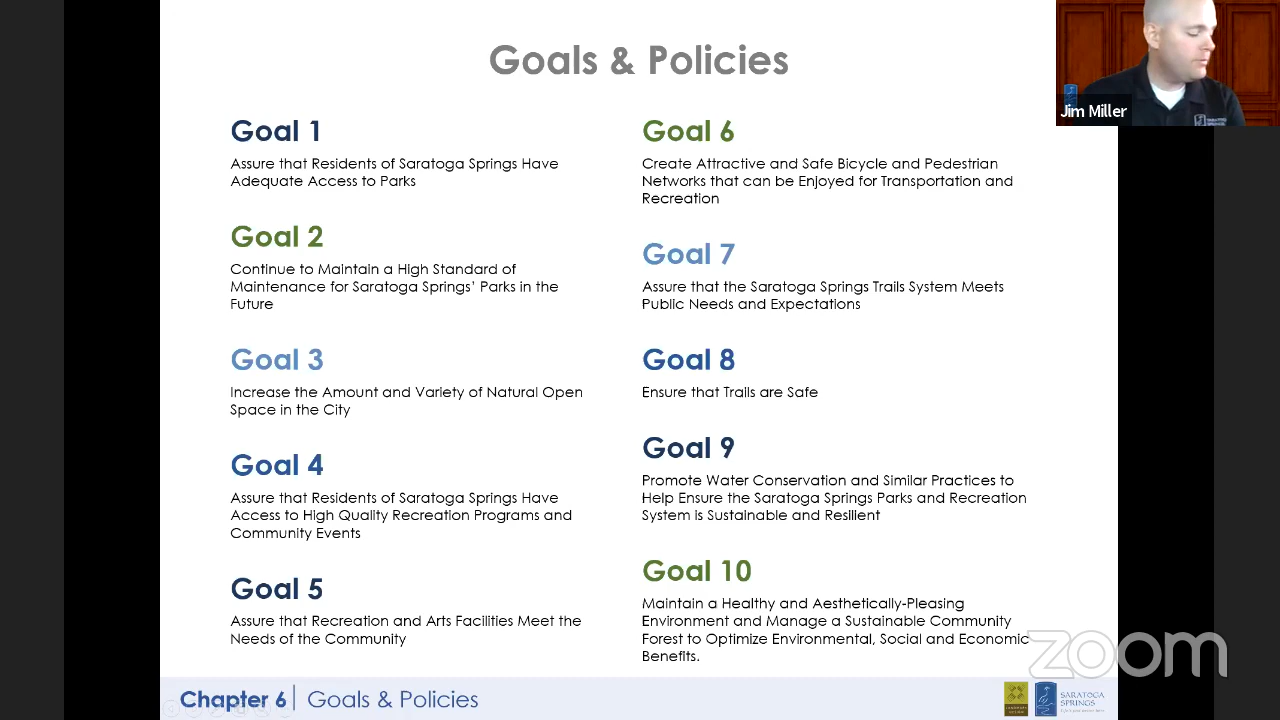 Goals & Policies
Jim Miller
Goal 1
Assure that Residents of Saratoga Springs Have
Adequate Access to Parks
Goal 2
Continue to Maintain a High Standard of
Maintenance for Saratoga Springs' Parks in the
Future
Goal 3
Increase the Amount and Variety of Natural Open
Space in the City
Goal 4
Assure that Residents of Saratoga Springs Have
Access to High Quality Recreation Programs and
Community Events
Goal 5
Assure that Recreation and Arts Facilities Meet the
Needs of the Community
Goal 6
Create Attractive and Safe Bicycle and Pedestrian
Networks that can be Enjoyed for Transportation and
Recreation
Goal 7
Assure that the Saratoga Springs Trails System Meets
Public Needs and Expectations
Goal 8
Ensure that Trails are Safe
Goal 9
Promote Water Conservation and Similar Practices to
Help Ensure the Saratoga Springs Parks and Recreation
System is Sustainable and Resilient
Goal 10
Maintain a Healthy and Aesthetically-Pleasing
Environment and Manage a Sustainable Community
Forest to Optimize Environmental, Social and Economic
Benefits.
zoom
Chapter 6 | Goals & Policies
SARATOGA
SPRINGS